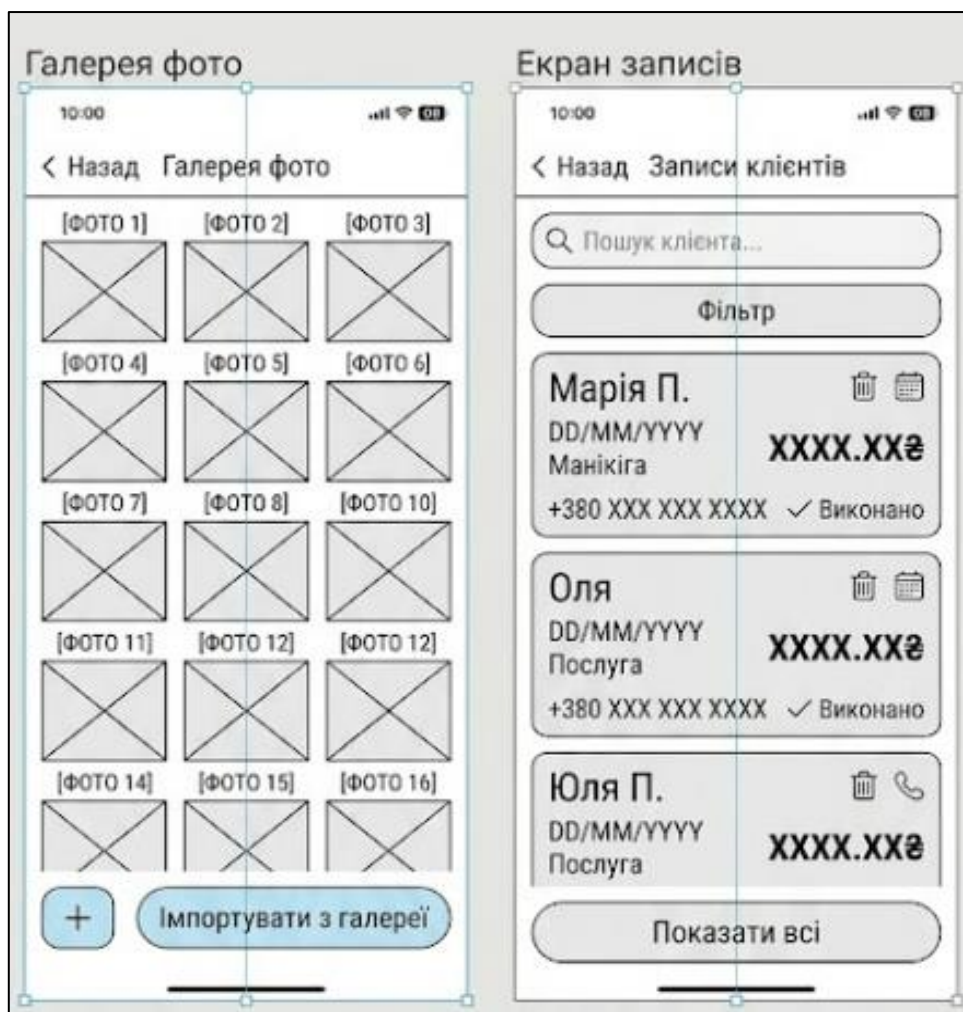 Галерея фото
10:00
Назад Галерея фото
[ФОТО 1] [ФОТО 2] [ФОТО 3]
[ФОТО 4] [ФОТО 5] [ФОТО 6]
[ФОТО 7] [ФОТО 8] [ФОТО 10]
[ФОТО 11] [ФОТО 12] [ФОТО 12]
[ФОТО 14] [ФОТО 15] [ФОТО 16]
+ Імпортувати з галереї
Екран записів
10:00
Назад Записи клієнтів
Пошук клієнта...
Фільтр
Марія П.
DD/MM/YYYY
Манікіга
XXXX.XX₴
+380 XXX XXX XXXX Виконано
Оля
DD/MM/YYYY
Послуга
XXXX.XX₴
+380 XXX XXX XXXX Виконано
Юля П.
DD/MM/YYYY
Послуга
XXXX.XX₴
Показати всі